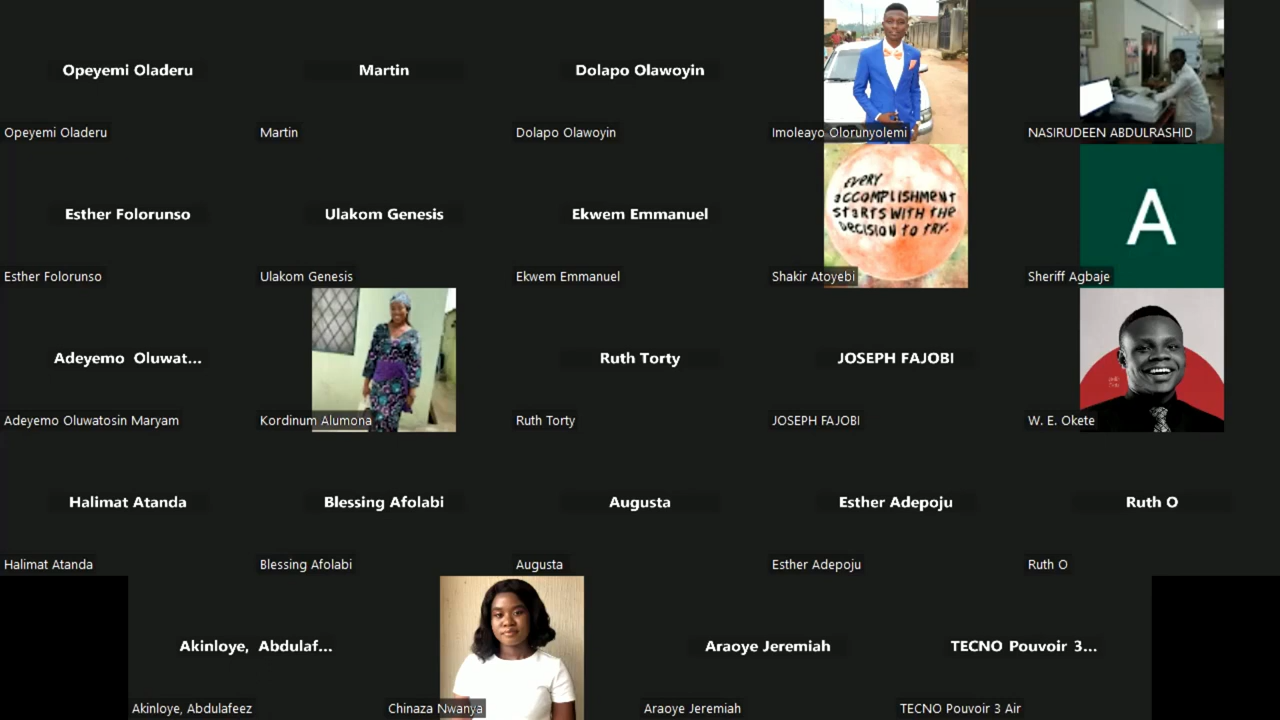 Opeyemi Oladeru
Opeyemi Oladeru
Martin
Martin
Dolapo Olawoyin
Dolapo Olawoyin
Imoleayo Olorunyolemi
NASIRUDEEN ABDULRASHID
Esther Folorunso
Esther Folorunso
Ulakom Genesis
Ulakom Genesis
Ekwem Emmanuel
Ekwem Emmanuel
EVERY
ACCOMPLISHMENT
STARTS WITH THE
DECISION TO TRY.
Shakir Atoyebi
A
Sheriff Agbaje
Adeyemo Oluwat...
Adeyemo Oluwatosin Maryam
Kordinum Alumona
Ruth Torty
Ruth Torty
JOSEPH FAJOBI
JOSEPH FAJOBI
W. E. Okete
Halimat Atanda
Halimat Atanda
Blessing Afolabi
Blessing Afolabi
Augusta
Augusta
Esther Adepoju
Esther Adepoju
Ruth O
Ruth O
Akinloye, Abdulaf...
Akinloye, Abdulafeez
Chinaza Nwanya
Araoye Jeremiah
Araoye Jeremiah
TECNO Pouvoir 3...
TECNO Pouvoir 3 Air